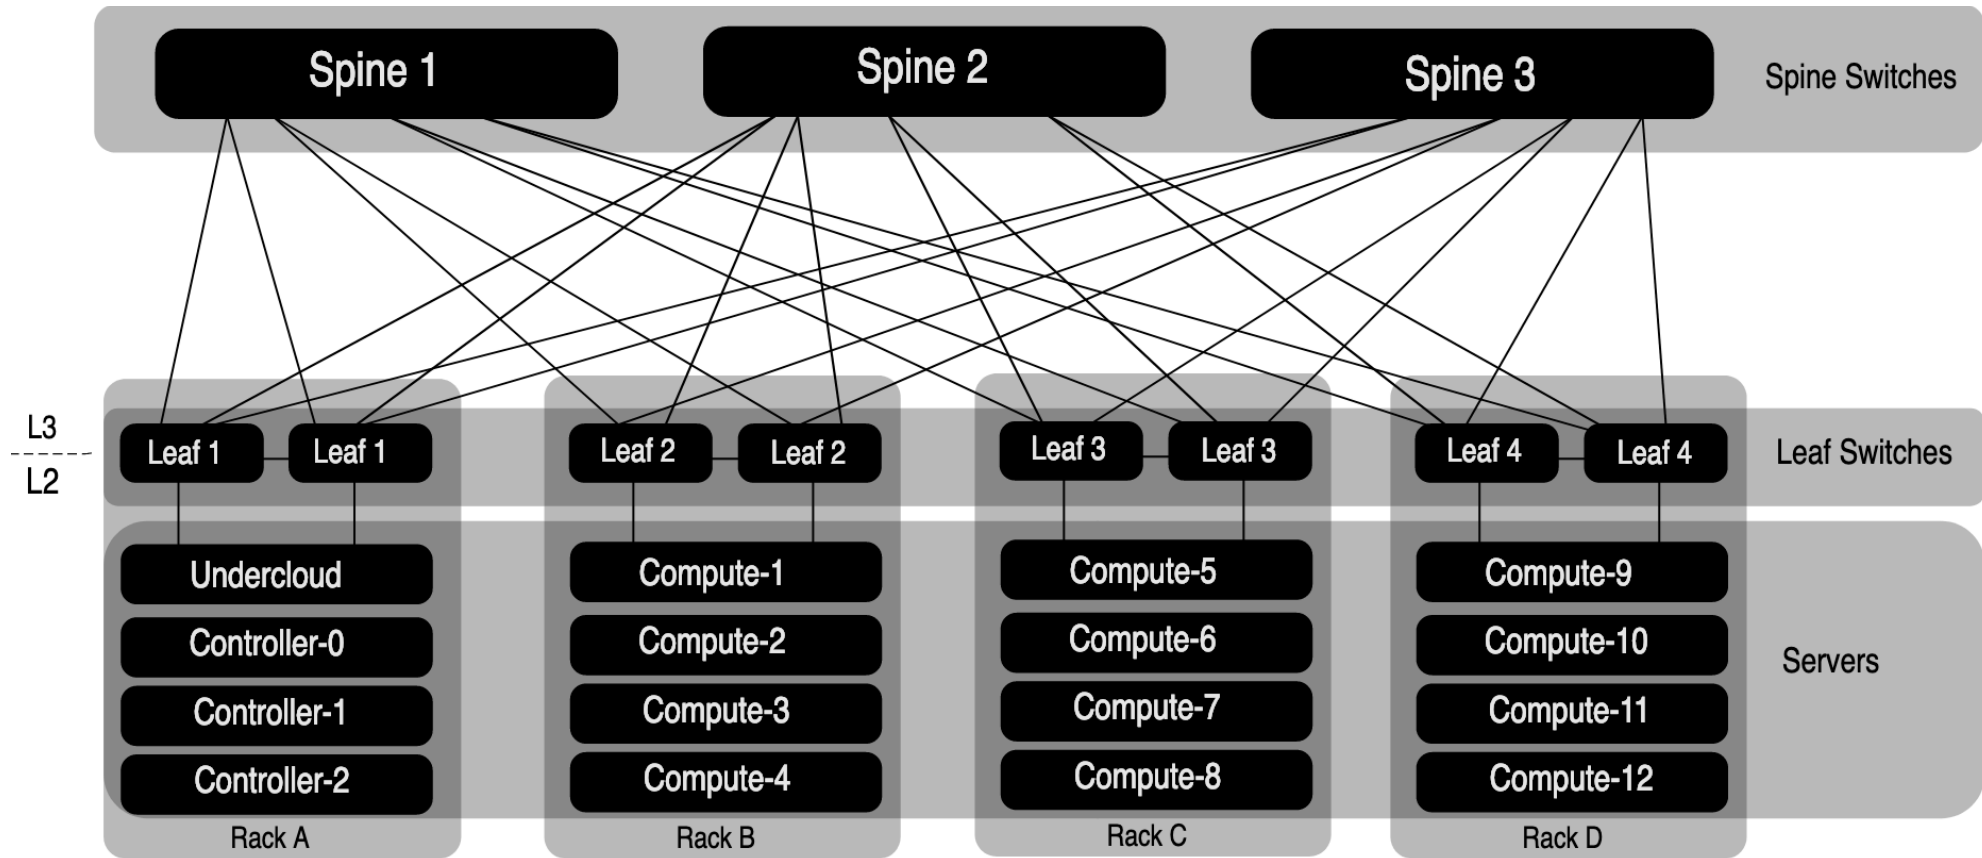 Spine 1
Spine 2
Spine 3
Spine Switches
L3
L2
Leaf 1
Leaf 1
Leaf 2
Leaf 2
Leaf 3
Leaf 3
Leaf 4
Leaf 4
Leaf Switches
Undercloud
Controller-0
Controller-1
Controller-2
Rack A
Compute-1
Compute-2
Compute-3
Compute-4
Rack B
Compute-5
Compute-6
Compute-7
Compute-8
Rack C
Compute-9
Compute-10
Compute-11
Compute-12
Rack D
Servers